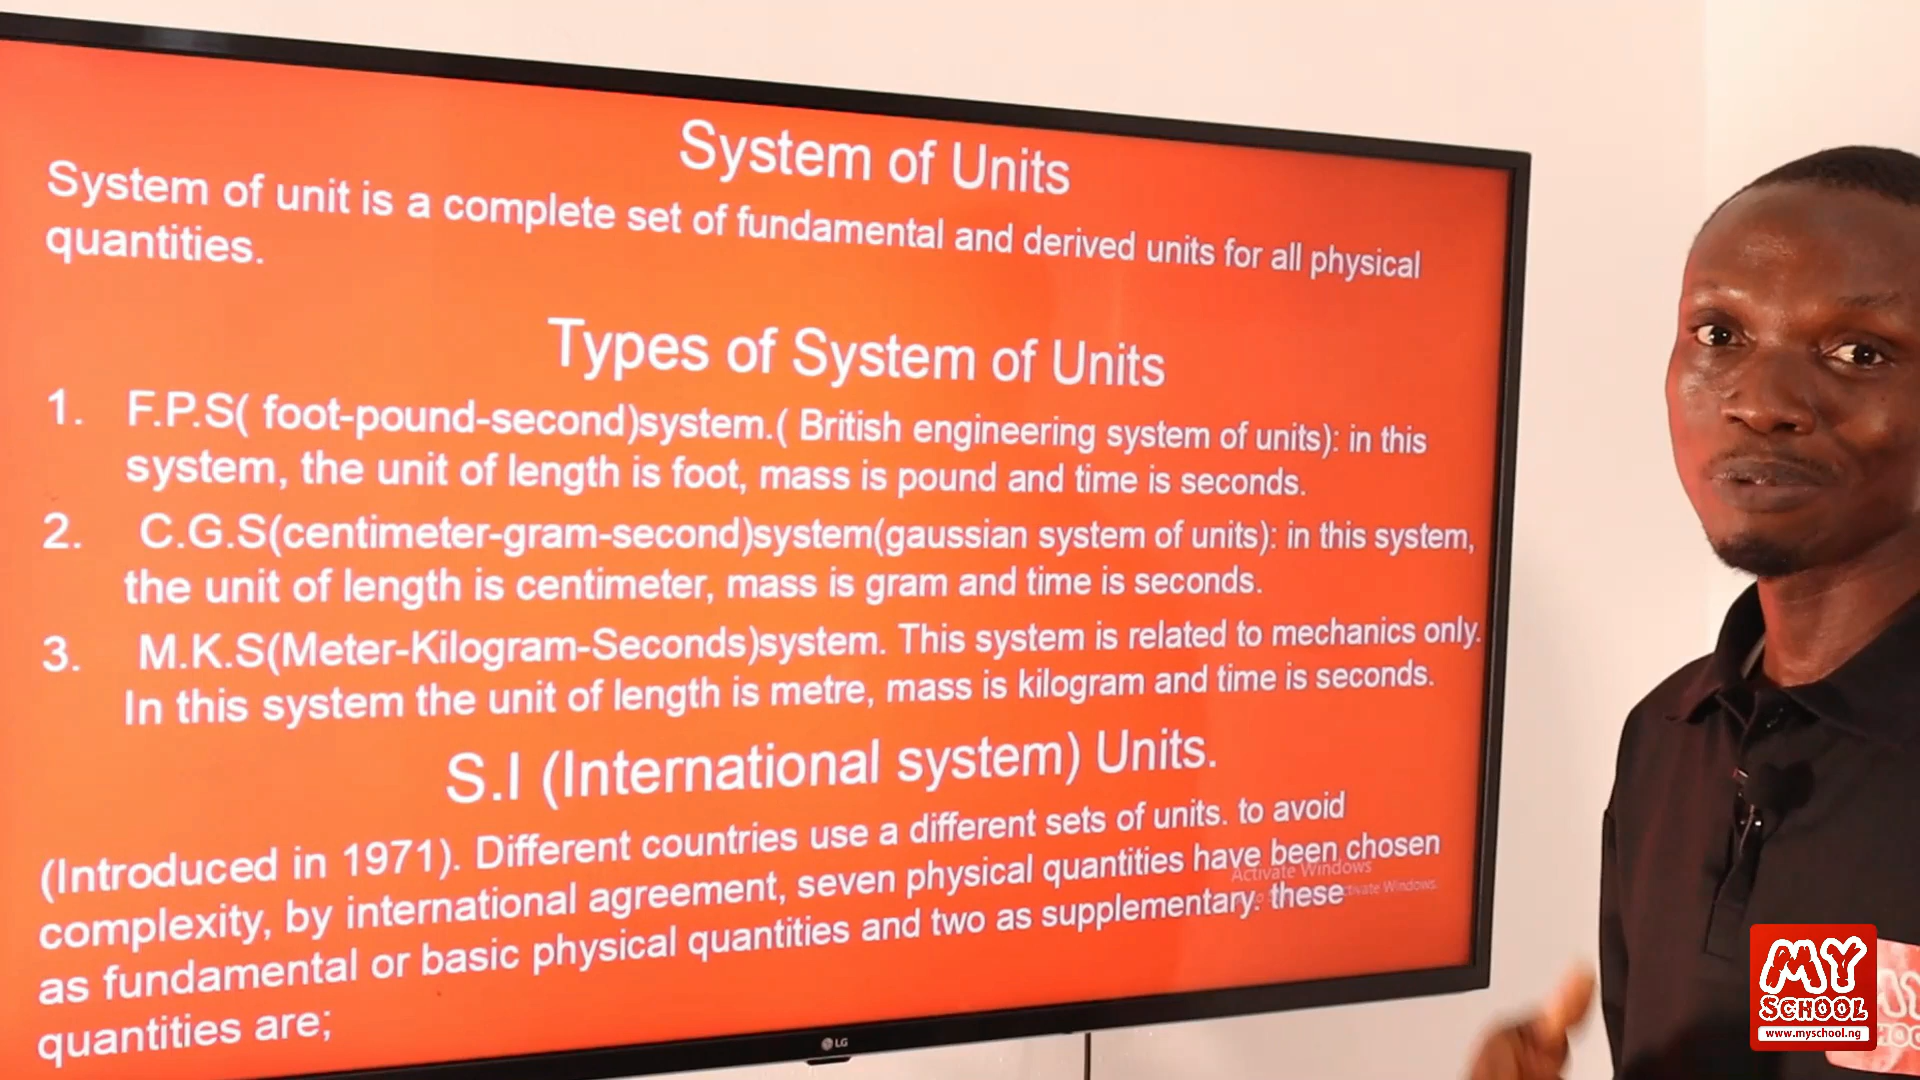 System of Units
System of unit is a complete set of fundamental and derived units for all physical
quantities.
Types of System of Units
1. F.P.S( foot-pound-second)system.( British engineering system of units): in this
system, the unit of length is foot, mass is pound and time is seconds.
2. C.G.S(centimeter-gram-second)system(gaussian system of units): in this system,
the unit of length is centimeter, mass is gram and time is seconds.
3. M.K.S(Meter-Kilogram-Seconds)system. This system is related to mechanics only.
In this system the unit of length is metre, mass is kilogram and time is seconds.
S.I (International system) Units.
(Introduced in 1971). Different countries use a different sets of units. to avoid
complexity, by international agreement, seven physical quantities have been chosen
as fundamental or basic physical quantities and two as supplementary. these
quantities are;
Activate Windows
Windows.
LG
MY
SCHOOL
www.myschool.ng